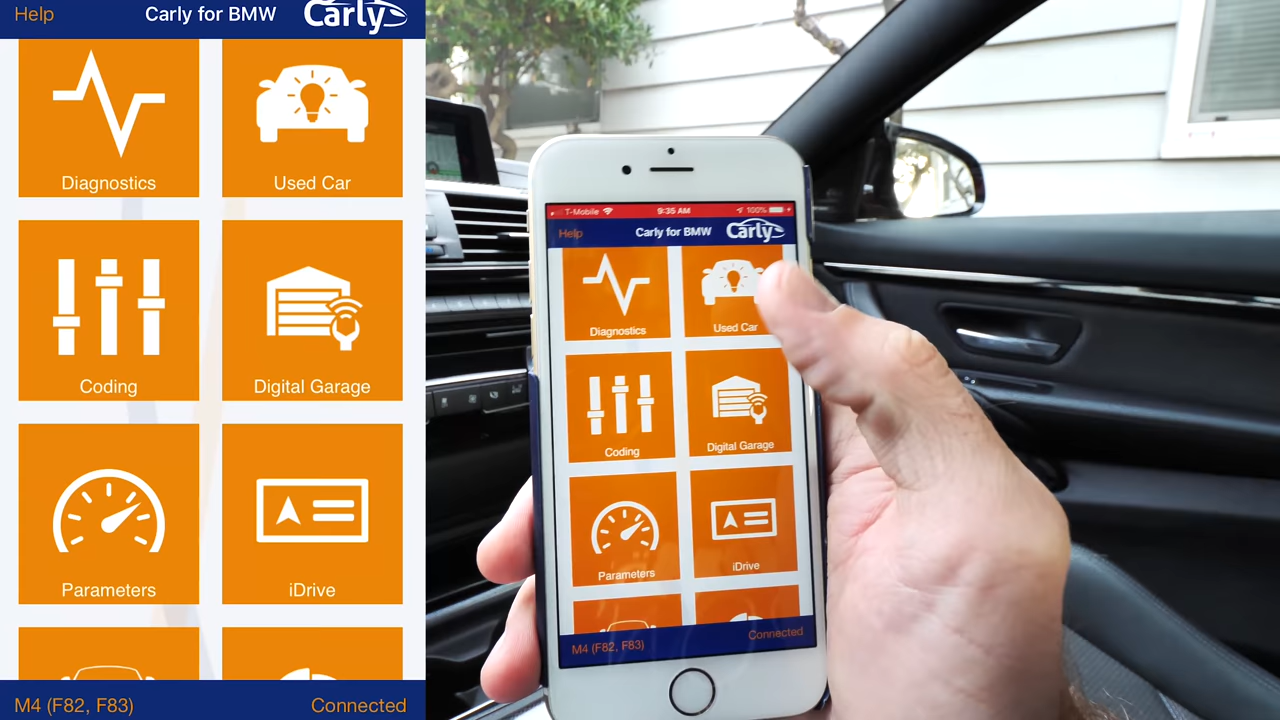 Help Carly for BMW Carly
Diagnostics Used Car
Coding Digital Garage
Parameters iDrive
M4 (F82, F83) Connected
T-Mobile 9:35 AM 100%
Help Carly for BMW Carly
Diagnostics Used Car
Coding Digital Garage
Parameters iDrive
M4 (F82, F83) Connected